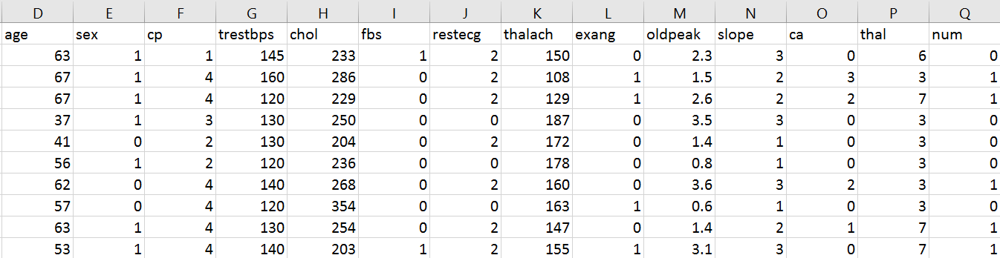 D E F G H I J K L M N O P Q
age sex cp trestbps chol fbs restecg thalach exang oldpeak slope ca thal num
63 1 1 145 233 1 2 150 0 2.3 3 0 6 0
67 1 4 160 286 0 2 108 1 1.5 2 3 3 1
67 1 4 120 229 0 2 129 1 2.6 2 2 7 1
37 1 3 130 250 0 0 187 0 3.5 3 0 3 0
41 0 2 130 204 0 2 172 0 1.4 1 0 3 0
56 1 2 120 236 0 0 178 0 0.8 1 0 3 0
62 0 4 140 268 0 2 160 0 3.6 3 2 3 1
57 0 4 120 354 0 0 163 1 0.6 1 0 3 0
63 1 4 130 254 0 2 147 0 1.4 2 1 7 1
53 1 4 140 203 1 2 155 1 3.1 3 0 7 1